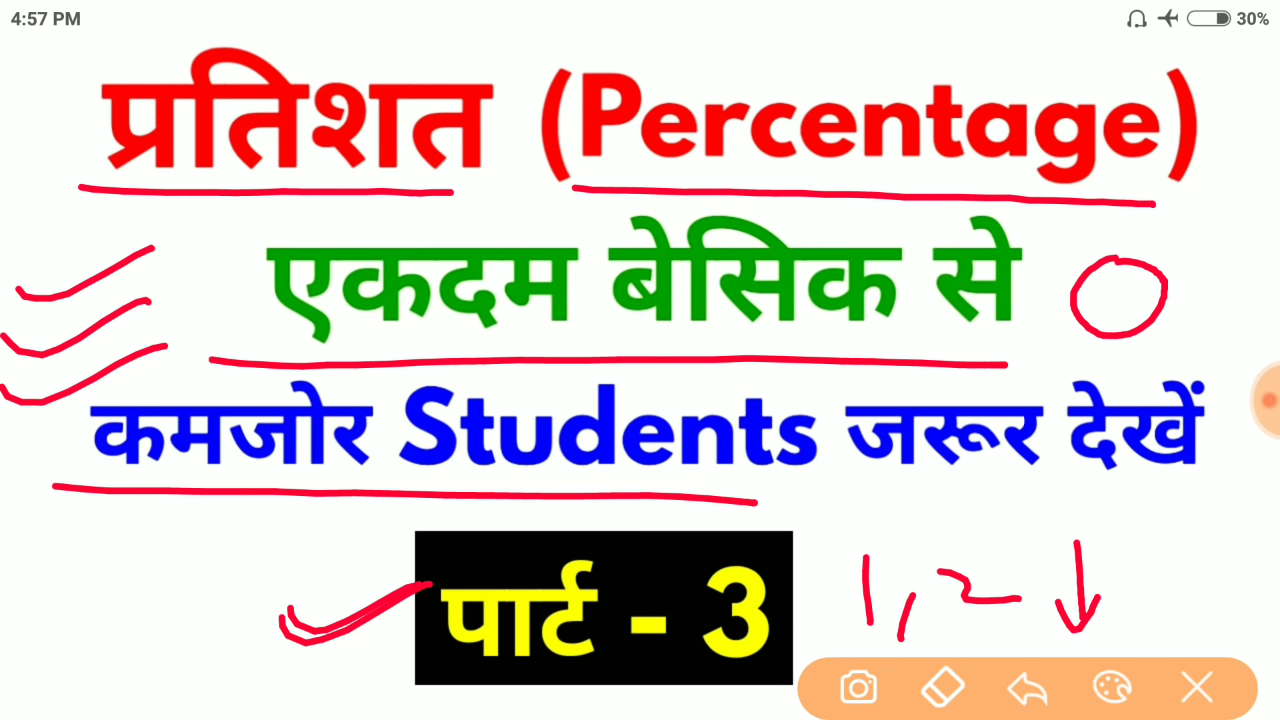 4:57 PM 30%
प्रतिशत (Percentage)
एकदम बेसिक से
कमजोर Students जरूर देखें
पार्ट - 3 1, 2 ↓